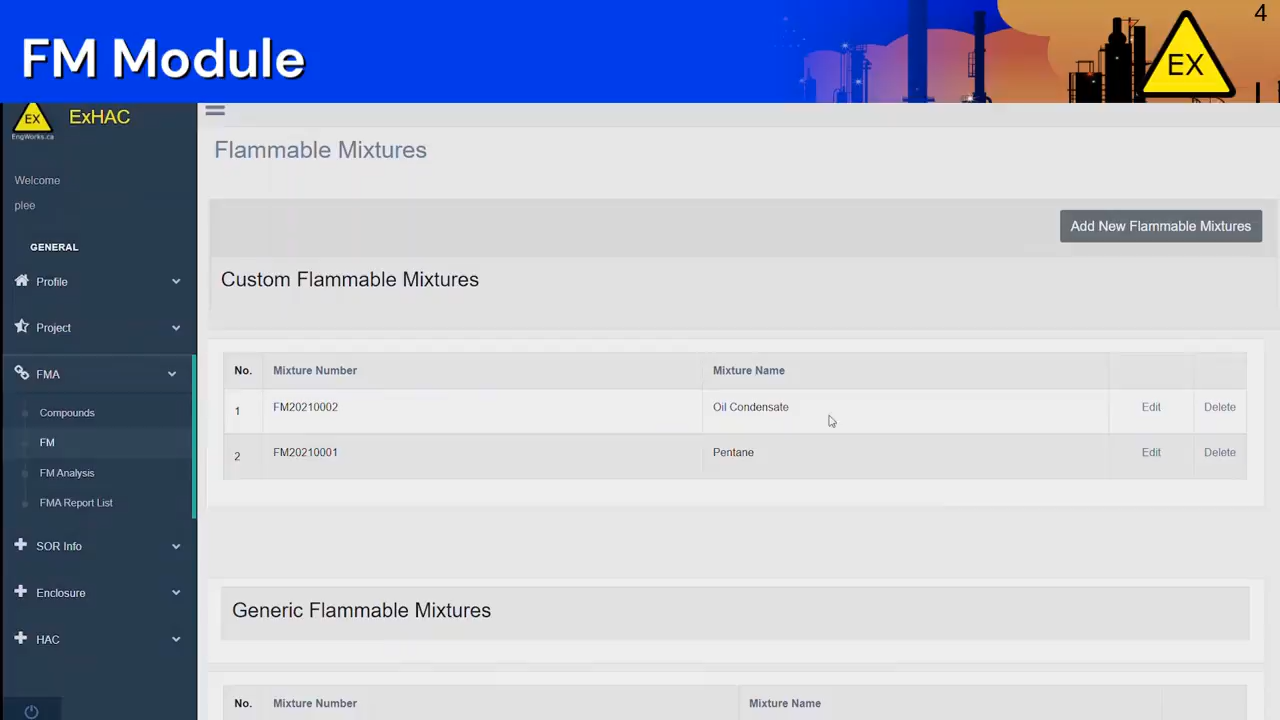 4
FM Module
EX
EX
EngWorks.ca
ExHAC
Flammable Mixtures
Welcome
plee
GENERAL
Profile
Project
FMA
Compounds
FM
FM Analysis
FMA Report List
SOR Info
Enclosure
HAC
Add New Flammable Mixtures
Custom Flammable Mixtures
No. Mixture Number Mixture Name
1 FM20210002 Oil Condensate Edit Delete
2 FM20210001 Pentane Edit Delete
Generic Flammable Mixtures
No. Mixture Number Mixture Name